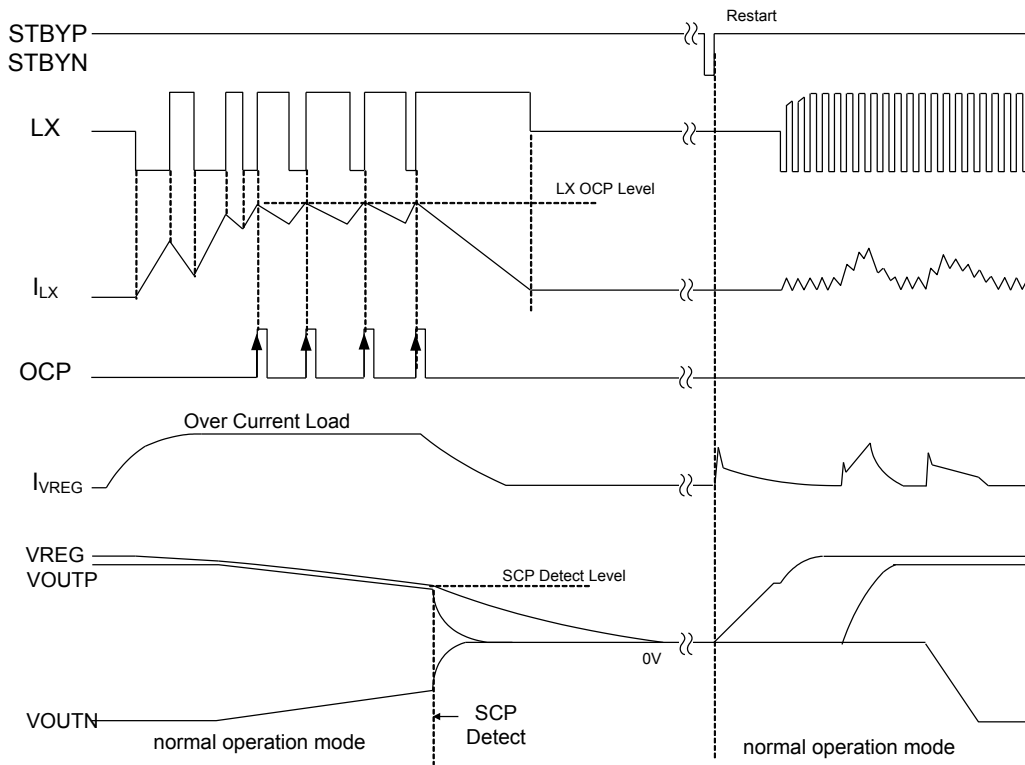 Restart
STBYP
STBYN
LX
LX OCP Level
ILX
OCP
Over Current Load
IVREG
VREG
VOUTP
SCP Detect Level
0V
VOUTN
SCP
Detect
normal operation mode
normal operation mode